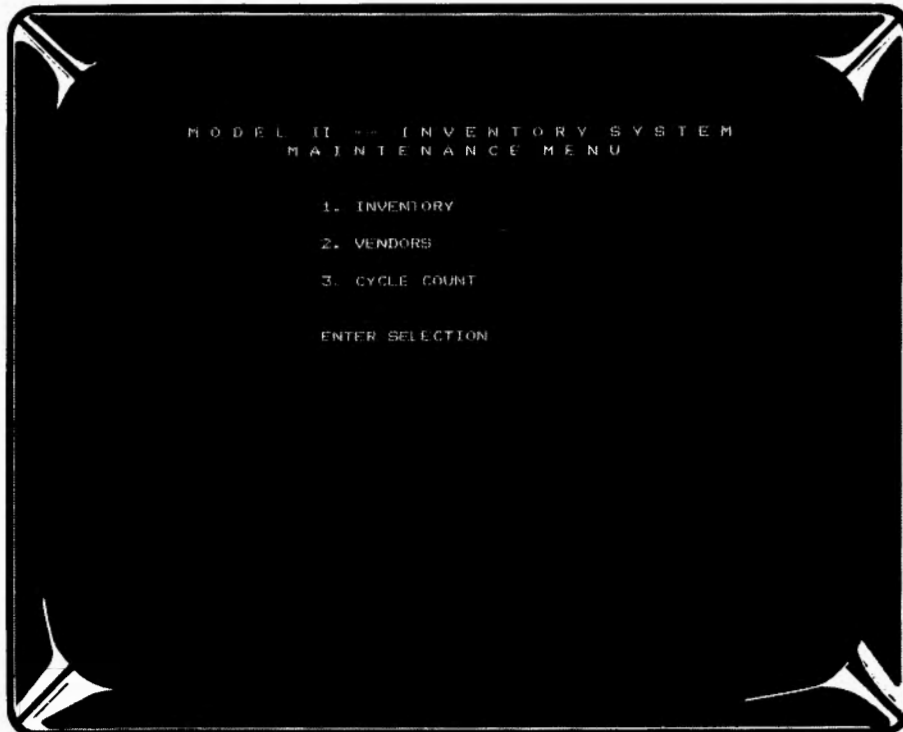 MODEL II -- INVENTORY SYSTEM
MAINTENANCE MENU
1. INVENTORY
2. VENDORS
3. CYCLE COUNT
ENTER SELECTION